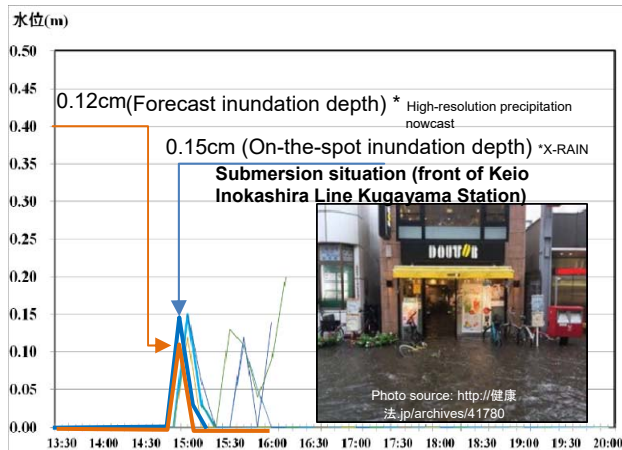 水位(m)
0.50
0.45
0.40
0.35
0.30
0.25
0.20
0.15
0.10
0.05
0.00
0.12cm(Forecast inundation depth) * High-resolution precipitation
nowcast
0.15cm (On-the-spot inundation depth) *X-RAIN
Submersion situation (front of Keio
Inokashira Line Kugayama Station)
DOUTOR
Photo source: http://健康
法.jp/archives/41780
13:30 14:00 14:30 15:00 15:30 16:00 16:30 17:00 17:30 18:00 18:30 19:00 19:30 20:00